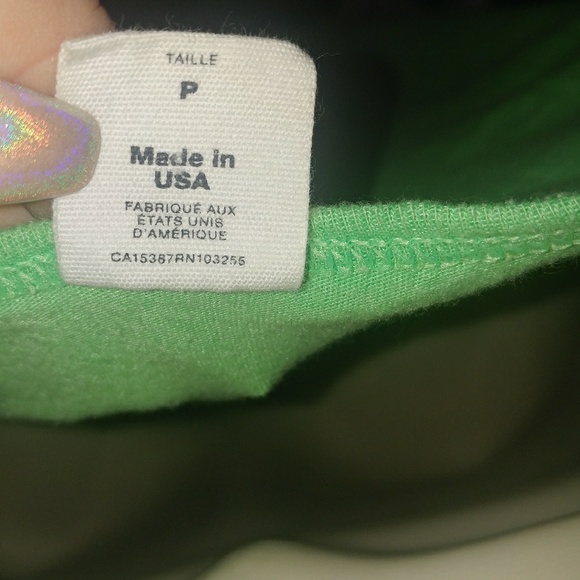 TAILLE
P
Made in
USA
FABRIQUÉ AUX
ÉTATS UNIS
D'AMÉRIQUE
CA15387RN103255